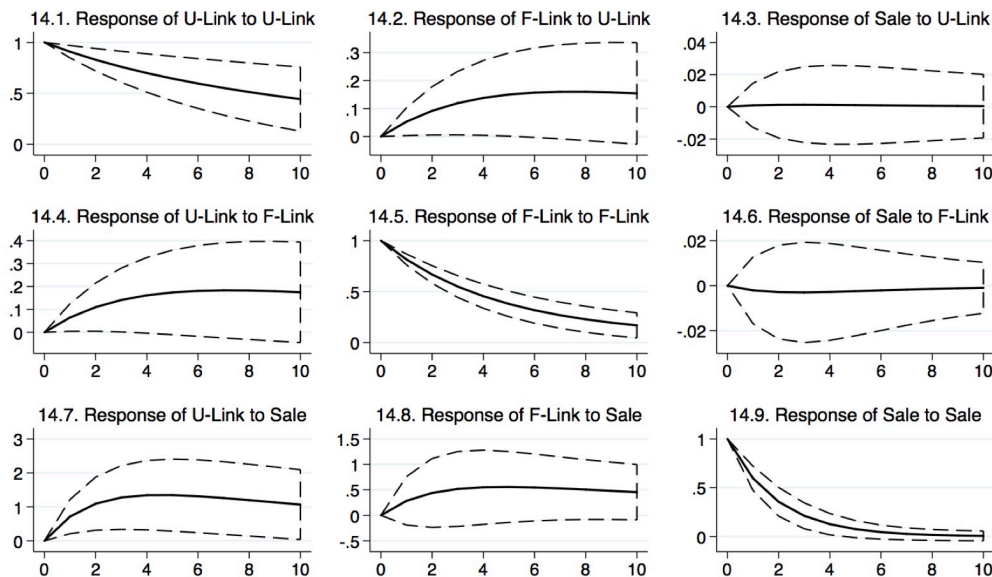 14.1. Response of U-Link to U-Link
1
.5
0
0 2 4 6 8 10
14.2. Response of F-Link to U-Link
.3
.2
.1
0
0 2 4 6 8 10
14.3. Response of Sale to U-Link
.04
.02
0
-.02
0 2 4 6 8 10
14.4. Response of U-Link to F-Link
.4
.3
.2
.1
0
0 2 4 6 8 10
14.5. Response of F-Link to F-Link
1
.5
0
0 2 4 6 8 10
14.6. Response of Sale to F-Link
.02
0
-.02
0 2 4 6 8 10
14.7. Response of U-Link to Sale
3
2
1
0
0 2 4 6 8 10
14.8. Response of F-Link to Sale
1.5
1
.5
0
-.5
0 2 4 6 8 10
14.9. Response of Sale to Sale
1
.5
0
0 2 4 6 8 10